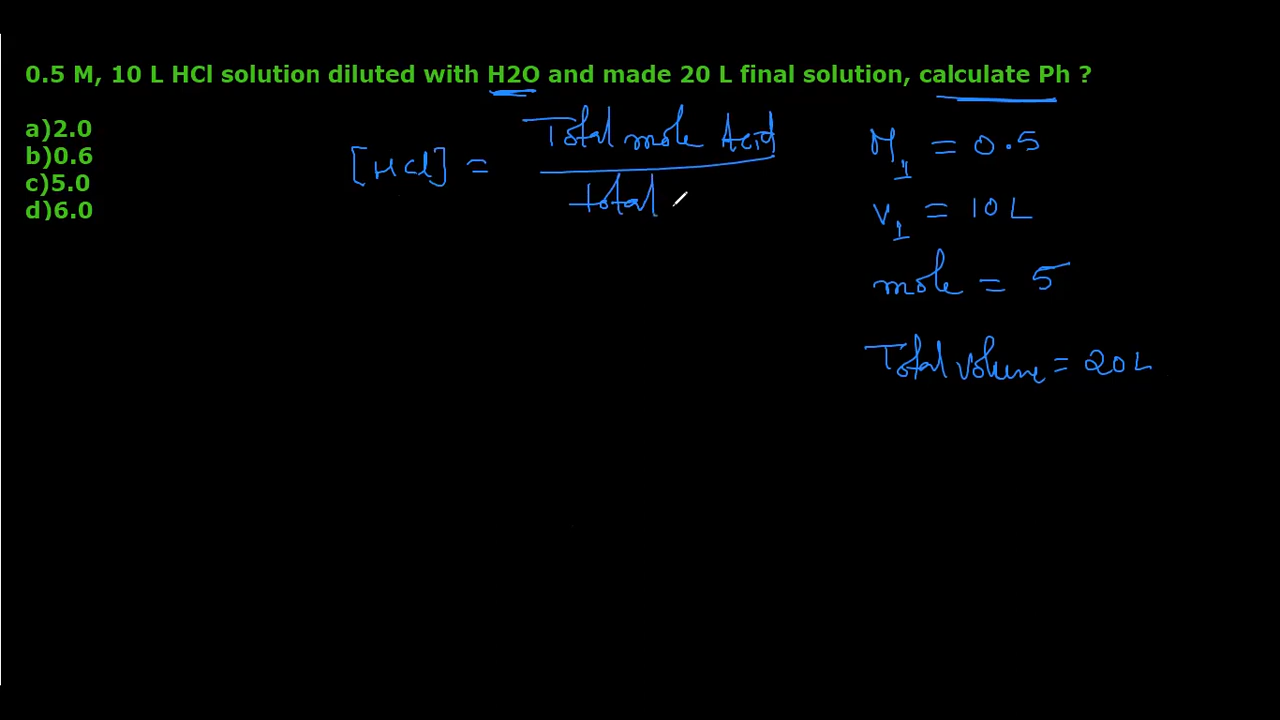 0.5 M, 10 L HCl solution diluted with H2O and made 20 L final solution, calculate Ph ?
a)2.0
b)0.6
c)5.0
d)6.0
[HCl] = Total mole Acid
total
M1 = 0.5
V1 = 10 L
mole = 5
Total volume = 20 L